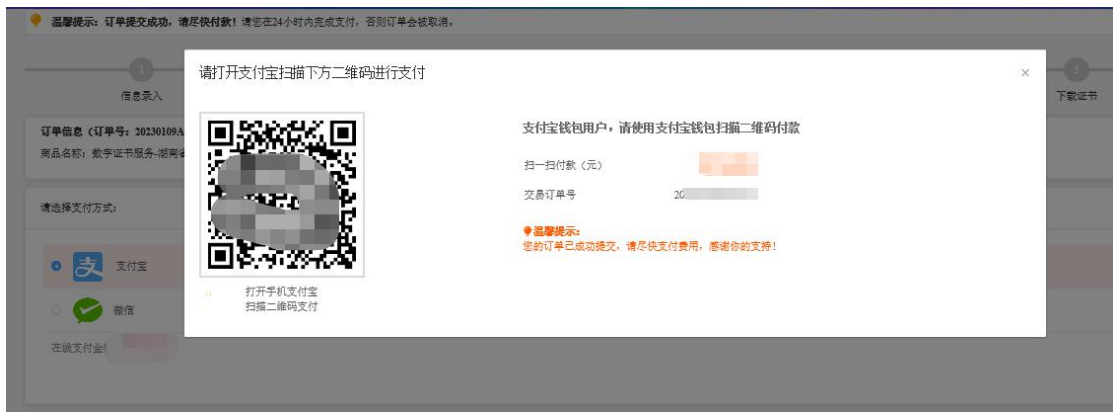 温馨提示：订单提交成功，请尽快付款！请您在24小时内完成支付，否则订单会被取消。
请打开支付宝扫描下方二维码进行支付
×
1
3
信息录入
下载证书
订单信息（订单号：20230109A
商品名称：数字证书服务-湖南省
支付宝钱包用户，请使用支付宝钱包扫描二维码付款
扫一扫付款（元）
交易订单号 20
温馨提示：
您的订单已成功提交，请尽快支付费用，感谢你的支持！
打开手机支付宝
扫描二维码支付
请选择支付方式：
支 支付宝
微信
在线支付金